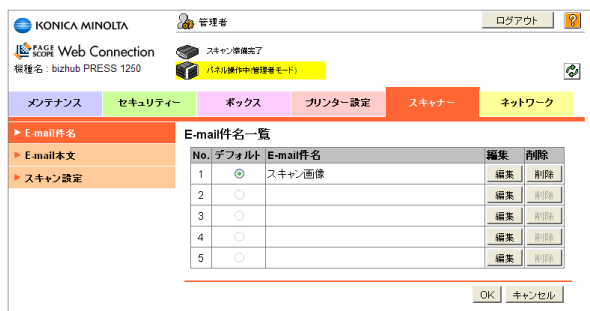 KONICA MINOLTA
管理者
ログアウト
?
PAGE SCOPE Web Connection
スキャン準備完了
機種名 : bizhub PRESS 1250
パネル操作中(管理者モード)
メンテナンス
セキュリティー
ボックス
プリンター設定
スキャナー
ネットワーク
E-mail件名
E-mail本文
スキャン設定
E-mail件名一覧
No. デフォルト E-mail件名 編集 削除
1 スキャン画像 編集 削除
2 編集 削除
3 編集 削除
4 編集 削除
5 編集 削除
OK キャンセル